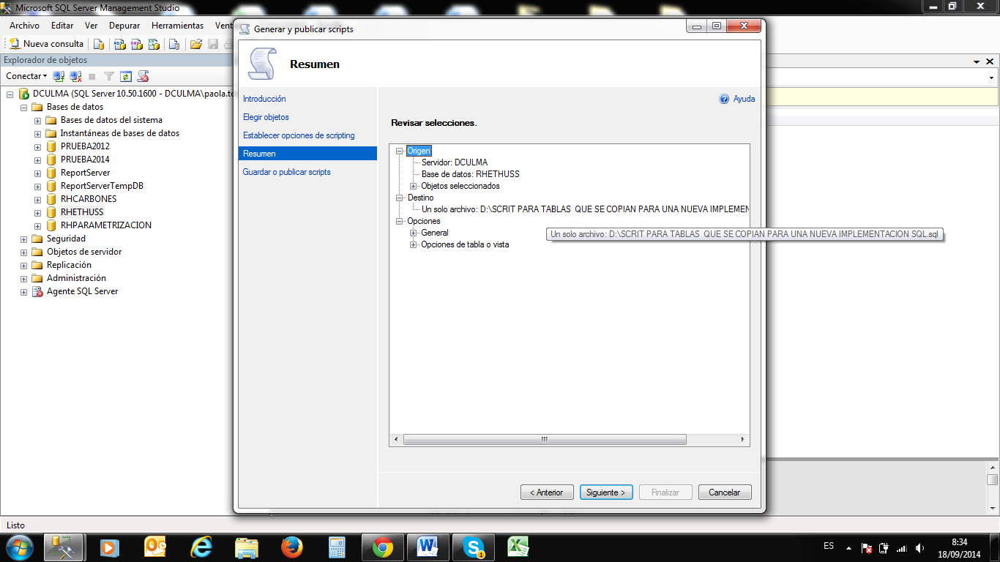 Microsoft SQL Server Management Studio
Archivo Editar Ver Depurar Herramientas
Nueva consulta
Explorador de objetos
Conectar
DCULMA (SQL Server 10.50.1600 - DCULMA\paola.
Bases de datos
Bases de datos del sistema
Instantáneas de bases de datos
PRUEBA2012
PRUEBA2014
ReportServer
ReportServerTempDB
RHCARBONES
RHETHUSS
RHPARAMETRIZACION
Seguridad
Objetos de servidor
Replicación
Administración
Agente SQL Server
Generar y publicar scripts
Resumen
Introducción
Elegir objetos
Establecer opciones de scripting
Resumen
Guardar o publicar scripts
Ayuda
Revisar selecciones.
Origen
Servidor: DCULMA
Base de datos: RHETHUSS
Objetos seleccionados
Destino
Un solo archivo: D:\SCRIT PARA TABLAS  QUE SE COPIAN PARA UNA NUEVA IMPLEMEN
Opciones
General
Un solo archivo: D:\SCRIT PARA TABLAS  QUE SE COPIAN PARA UNA NUEVA IMPLEMENTACION SQL.sql
Opciones de tabla o vista
< Anterior Siguiente > Finalizar Cancelar
Listo
ES
8:34
18/09/2014